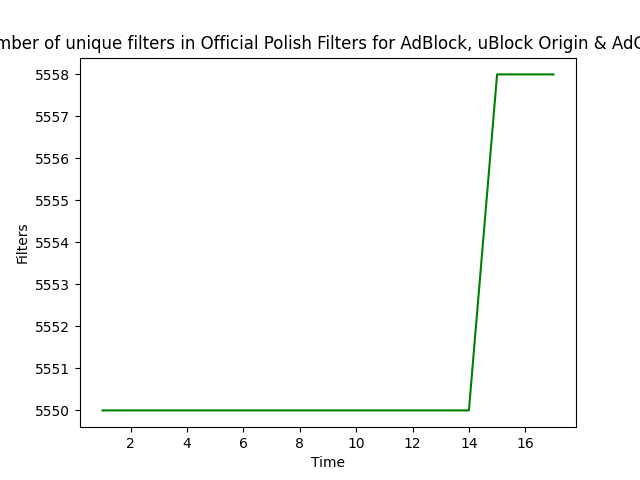 mber of unique filters in Official Polish Filters for AdBlock, uBlock Origin & AdG
5558
5557
5556
5555
5554
5553
5552
5551
5550
Filters
2 4 6 8 10 12 14 16
Time